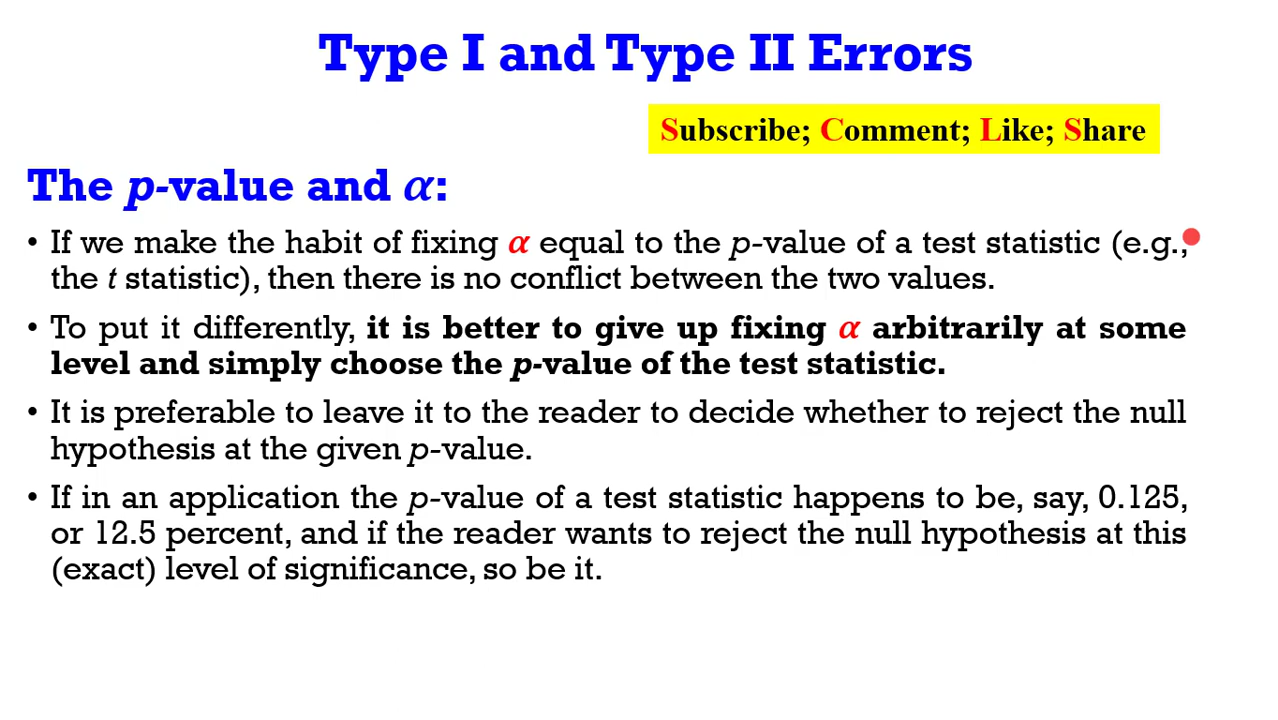 Type I and Type II Errors
Subscribe; Comment; Like; Share
The p-value and α:
• If we make the habit of fixing α equal to the p-value of a test statistic (e.g.,
the t statistic), then there is no conflict between the two values.
• To put it differently, it is better to give up fixing α arbitrarily at some
level and simply choose the p-value of the test statistic.
• It is preferable to leave it to the reader to decide whether to reject the null
hypothesis at the given p-value.
• If in an application the p-value of a test statistic happens to be, say, 0.125,
or 12.5 percent, and if the reader wants to reject the null hypothesis at this
(exact) level of significance, so be it.